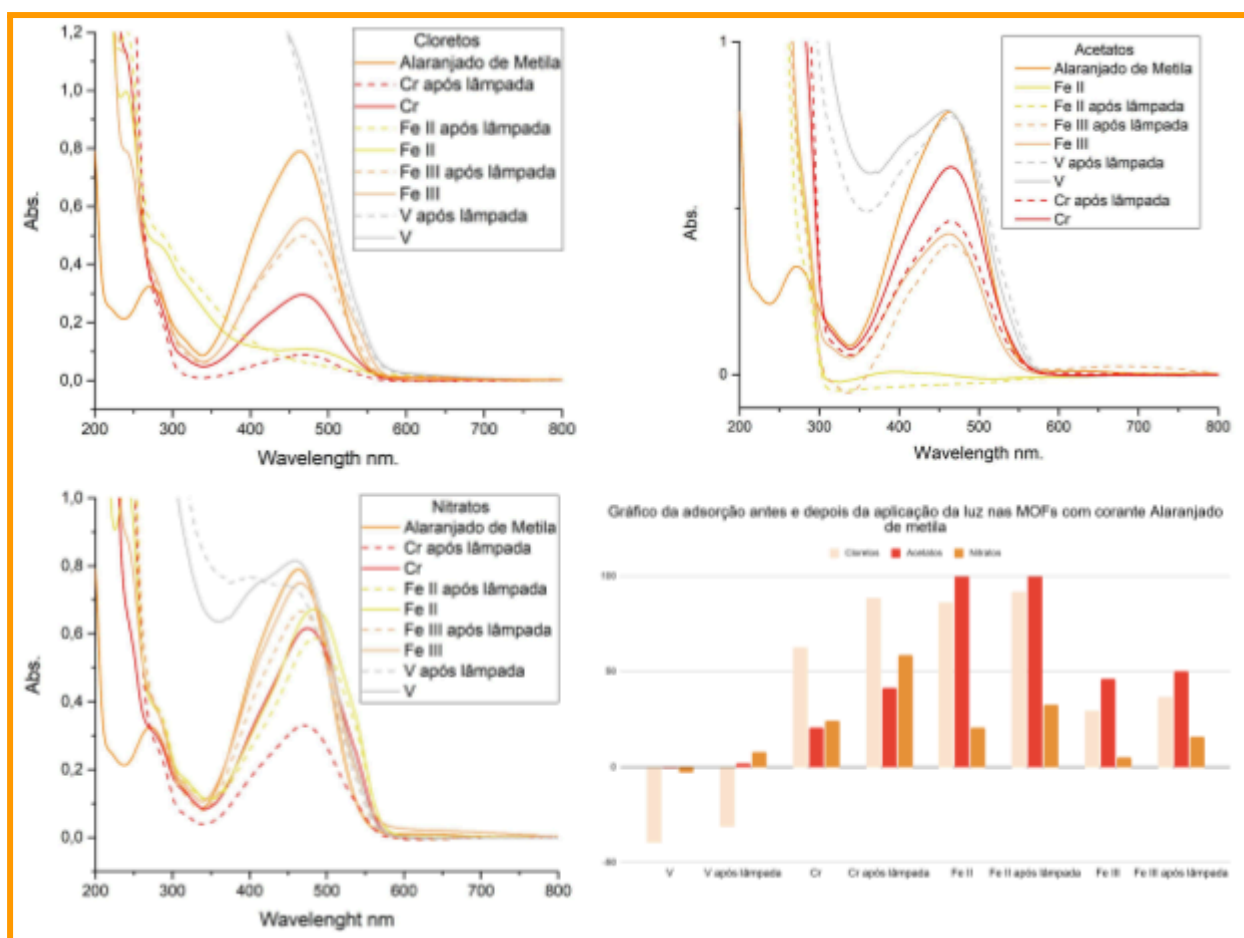 Cloretos
Alaranjado de Metila
Cr após lâmpada
Cr
Fe II após lâmpada
Fe II
Fe III após lâmpada
Fe III
V após lâmpada
V
1,2
1,0
0,8
0,6
0,4
0,2
0,0
Abs.
200 300 400 500 600 700 800
Wavelength nm.
Acetatos
Alaranjado de Metila
Fe II
Fe II após lâmpada
Fe III após lâmpada
Fe III
V após lâmpada
V
Cr após lâmpada
Cr
1
0
Abs.
200 300 400 500 600 700 800
Wavelength nm.
Nitratos
Alaranjado de Metila
Cr após lâmpada
Cr
Fe II após lâmpada
Fe II
Fe III após lâmpada
Fe III
V após lâmpada
V
1,0
0,8
0,6
0,4
0,2
0,0
Abs.
200 300 400 500 600 700 800
Wavelenght nm
Gráfico da adsorção antes e depois da aplicação da luz nas MOFs com corante Alaranjado
de metila
Cloretos Acetatos Nitratos
100
50
0
-50
V V após lâmpada Cr Cr após lâmpada Fe II Fe II após lâmpada Fe III Fe III após lâmpada